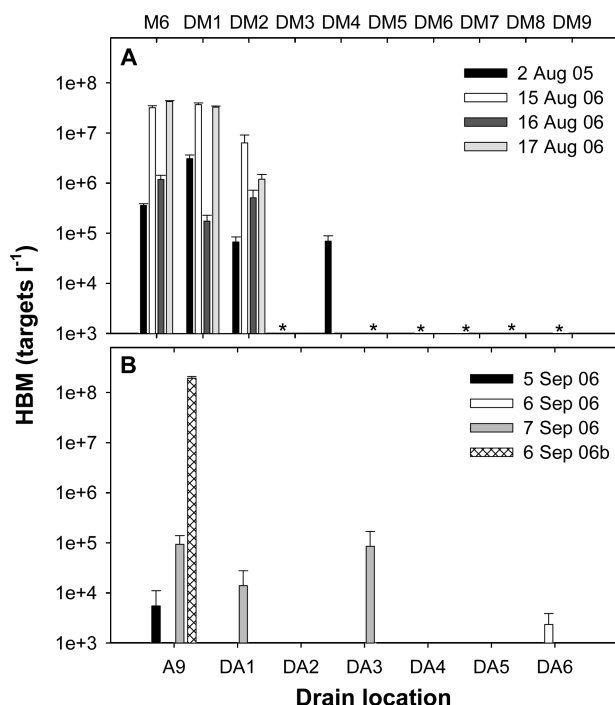 M6 DM1 DM2 DM3 DM4 DM5 DM6 DM7 DM8 DM9
A
2 Aug 05
15 Aug 06
16 Aug 06
17 Aug 06
1e+8
1e+7
1e+6
1e+5
1e+4
1e+3
* * * * * *
HBM (targets l⁻¹)
B
5 Sep 06
6 Sep 06
7 Sep 06
6 Sep 06b
1e+8
1e+7
1e+6
1e+5
1e+4
1e+3
A9 DA1 DA2 DA3 DA4 DA5 DA6
Drain location